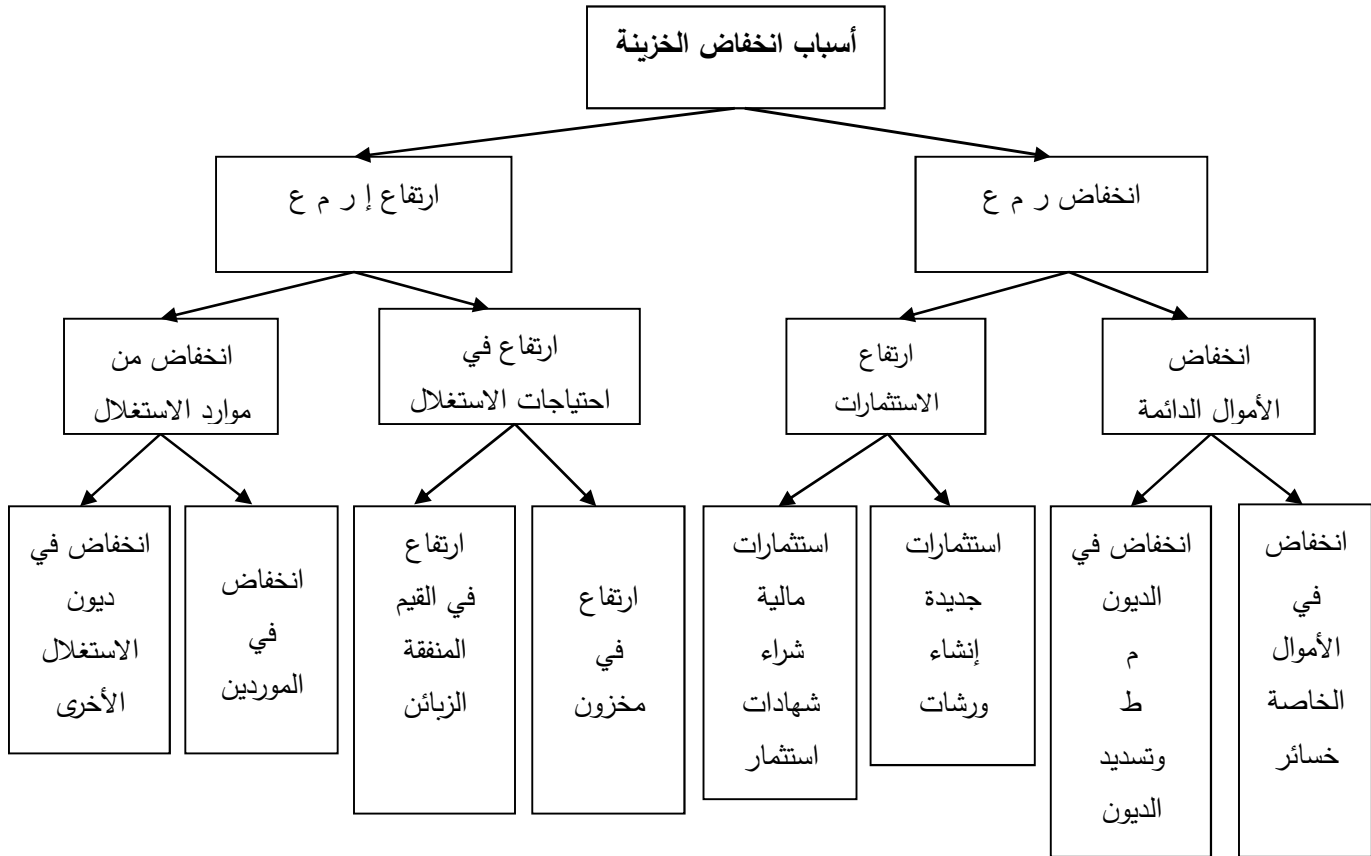 أسباب انخفاض الخزينة
انخفاض ر م ع
ارتفاع إ ر م ع
انخفاض
الأموال الدائمة
ارتفاع
الاستثمارات
ارتفاع في
احتياجات الاستغلال
انخفاض من
موارد الاستغلال
انخفاض
في
الأموال
الخاصة
خسائر
انخفاض في
الديون
م
ط
وتسديد
الديون
استثمارات
جديدة
إنشاء
ورشات
استثمارات
مالية
شراء
شهادات
استثمار
ارتفاع
في
مخزون
ارتفاع
في القيم
المنفقة
الزبائن
انخفاض
في
الموردين
انخفاض في
ديون
الاستغلال
الأخرى